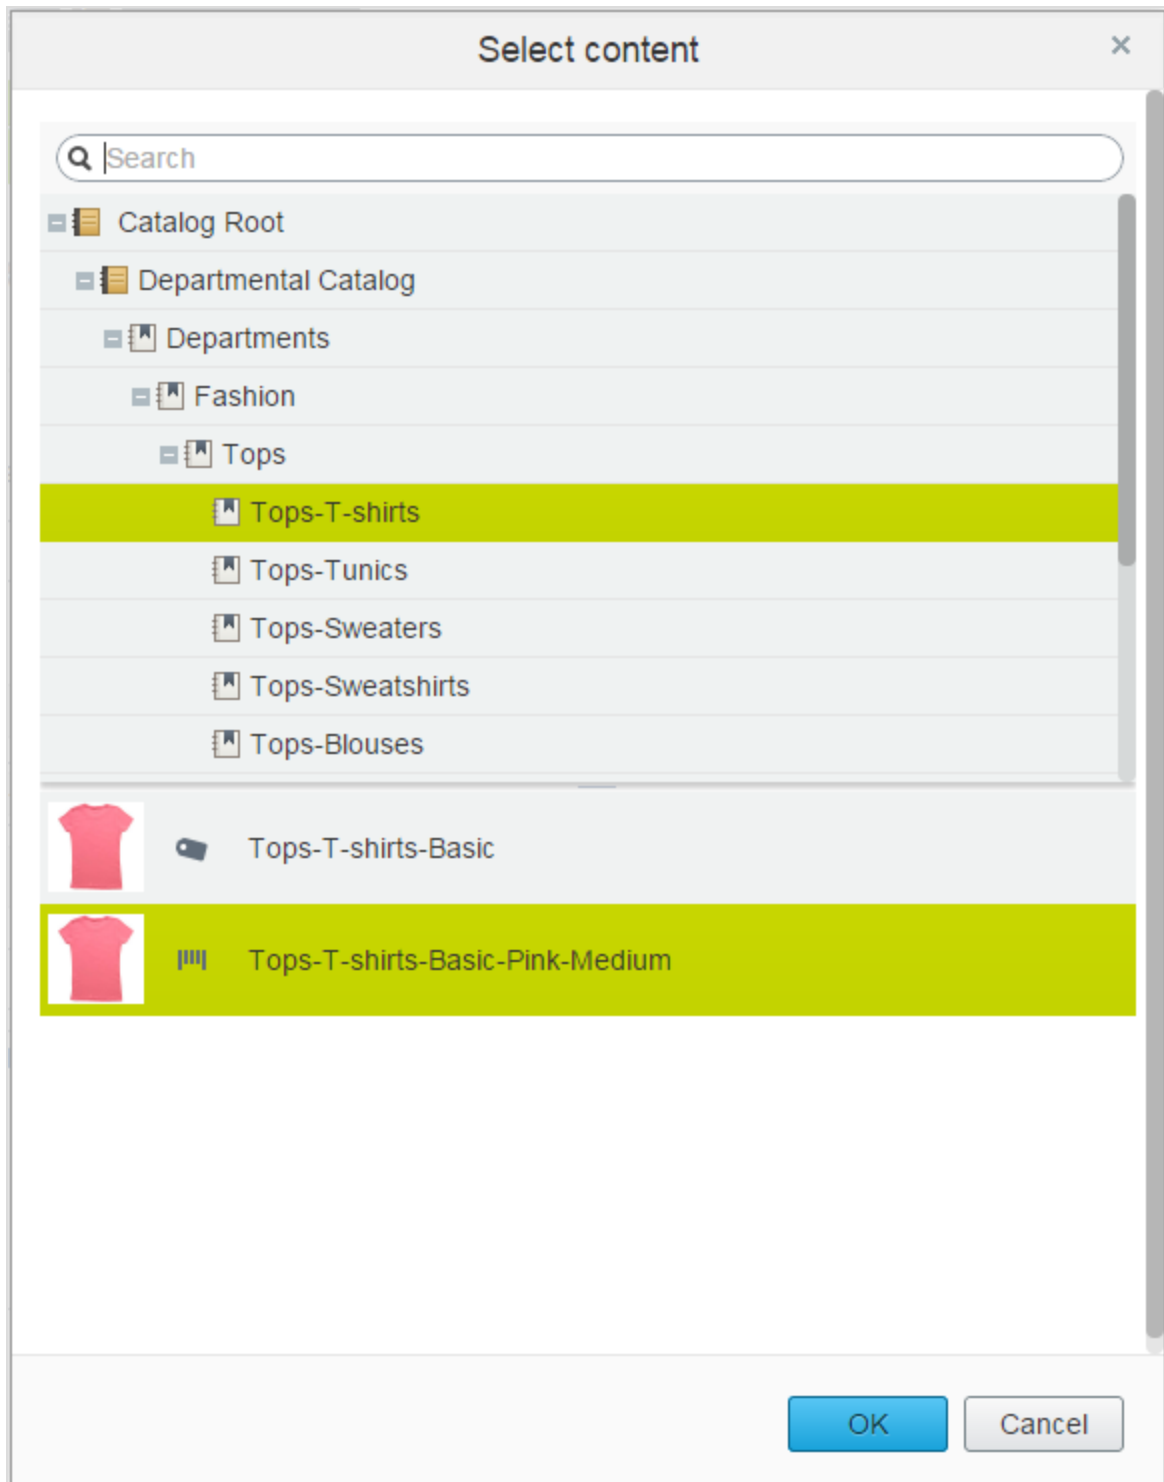 Select content
Search
Catalog Root
Departmental Catalog
Departments
Fashion
Tops
Tops-T-shirts
Tops-Tunics
Tops-Sweaters
Tops-Sweatshirts
Tops-Blouses
Tops-T-shirts-Basic
Tops-T-shirts-Basic-Pink-Medium
OK Cancel